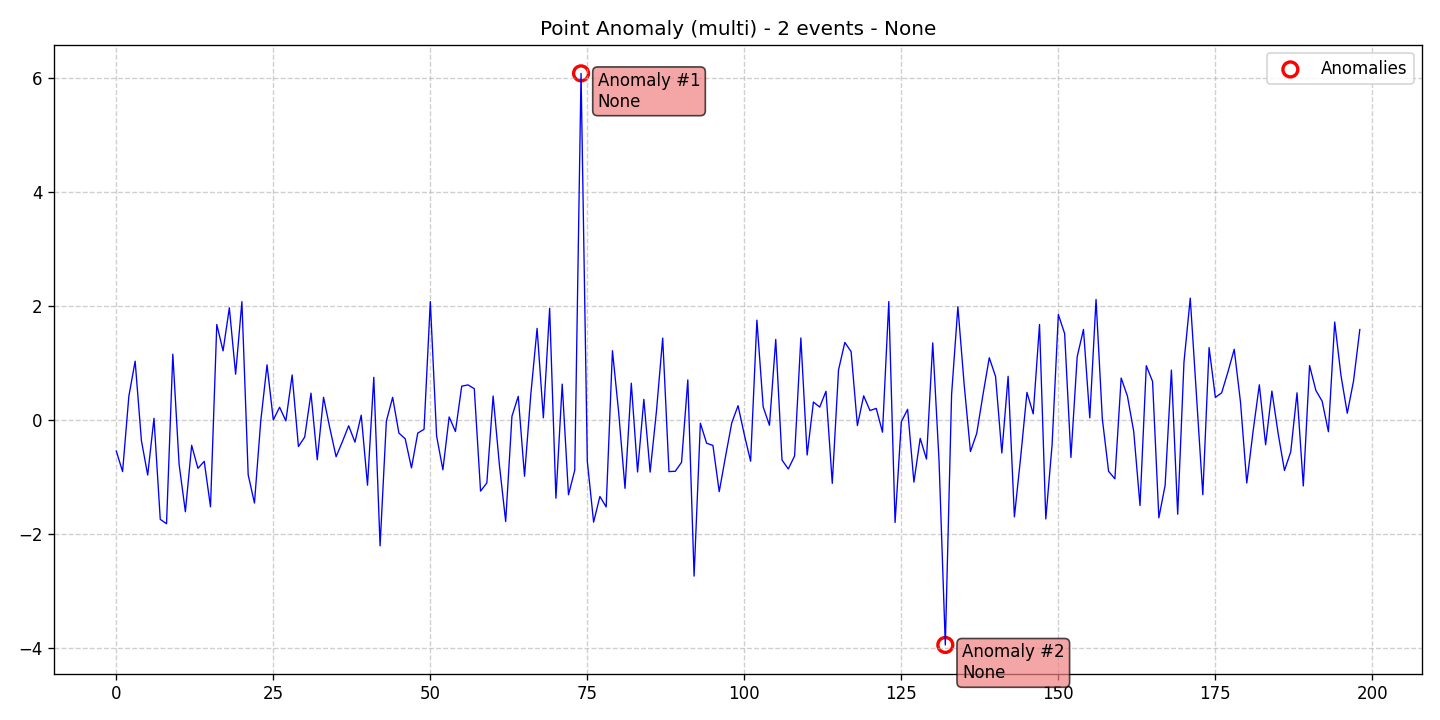 Point Anomaly (multi) - 2 events - None
Anomalies
Anomaly #1
None
Anomaly #2
None
6
4
2
0
−2
−4
0 25 50 75 100 125 150 175 200